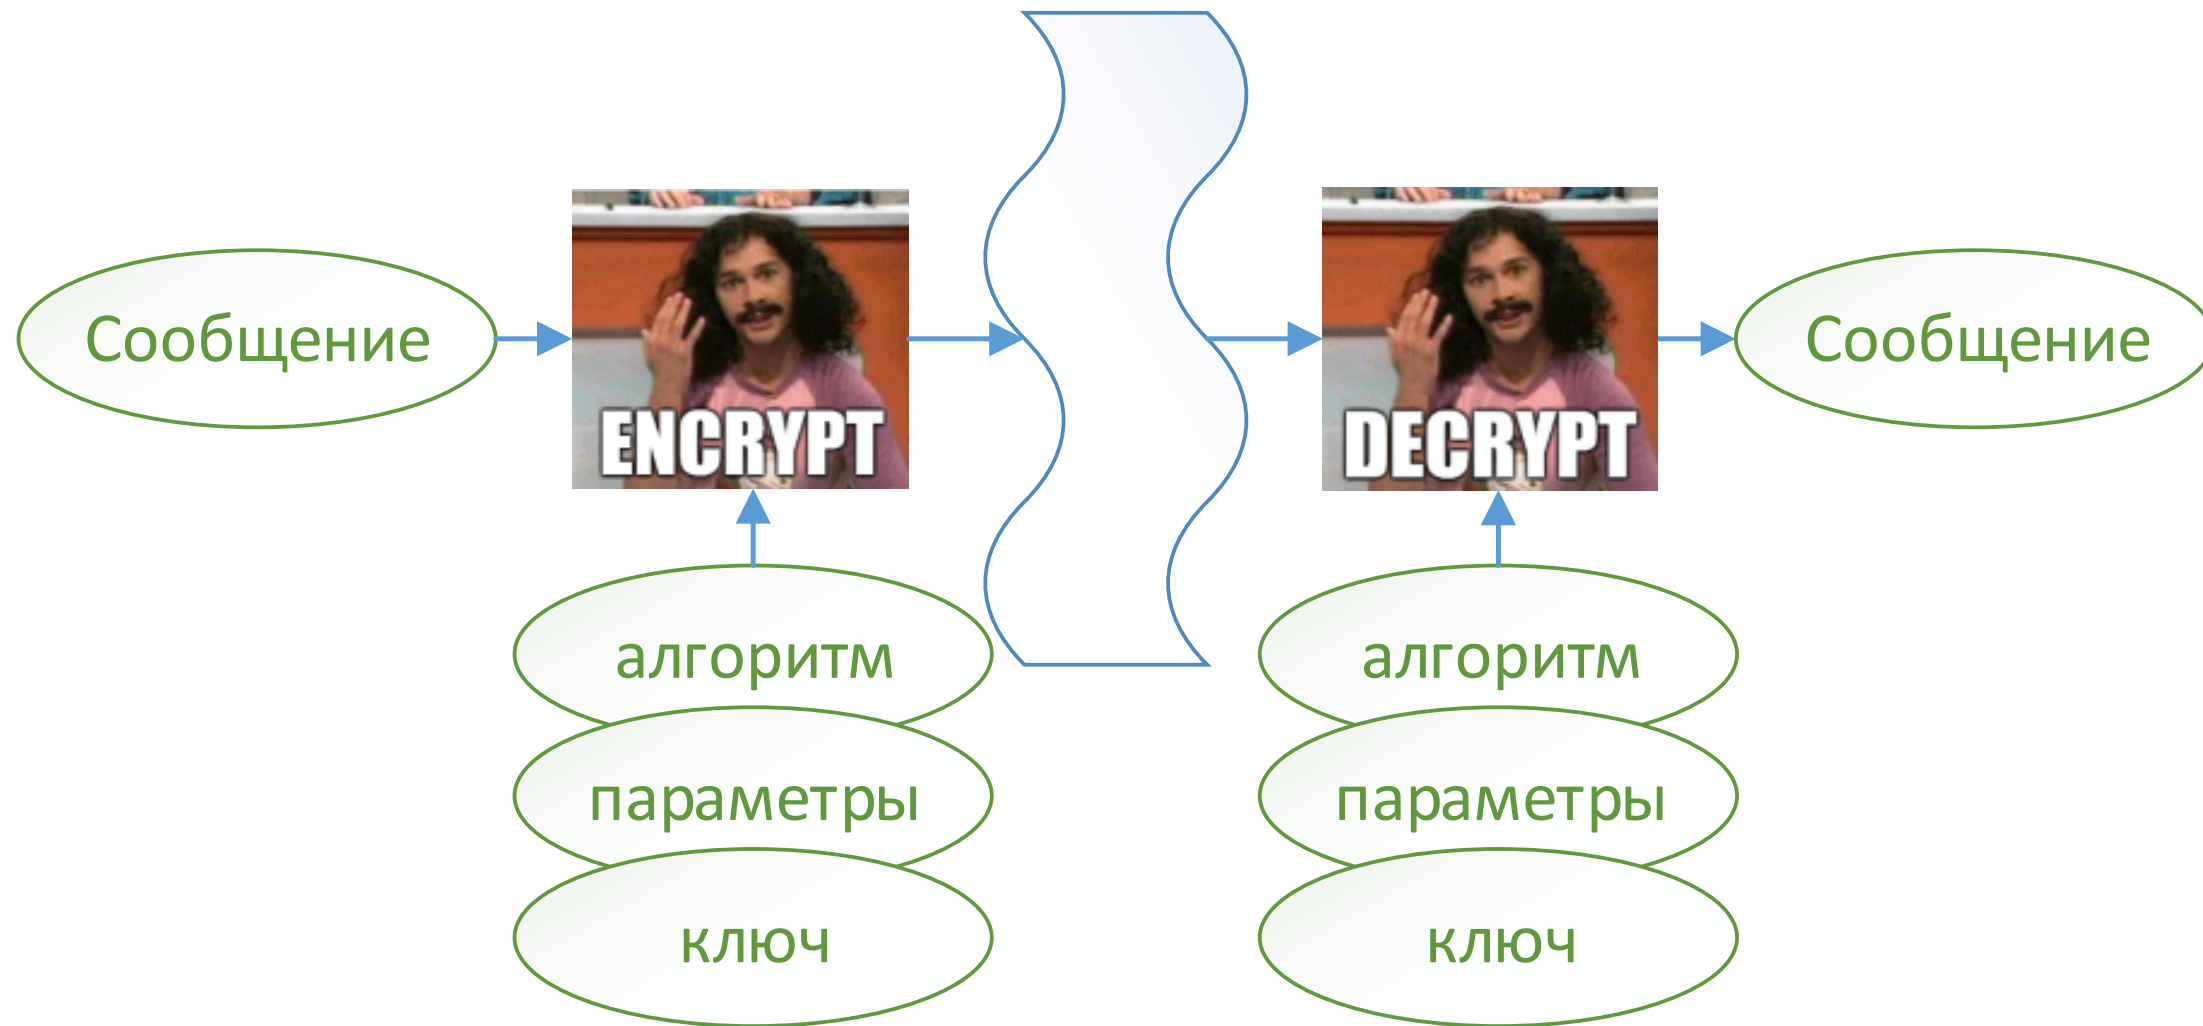 Сообщение
ENCRYPT
DECRYPT
Сообщение
алгоритм
параметры
ключ
алгоритм
параметры
ключ